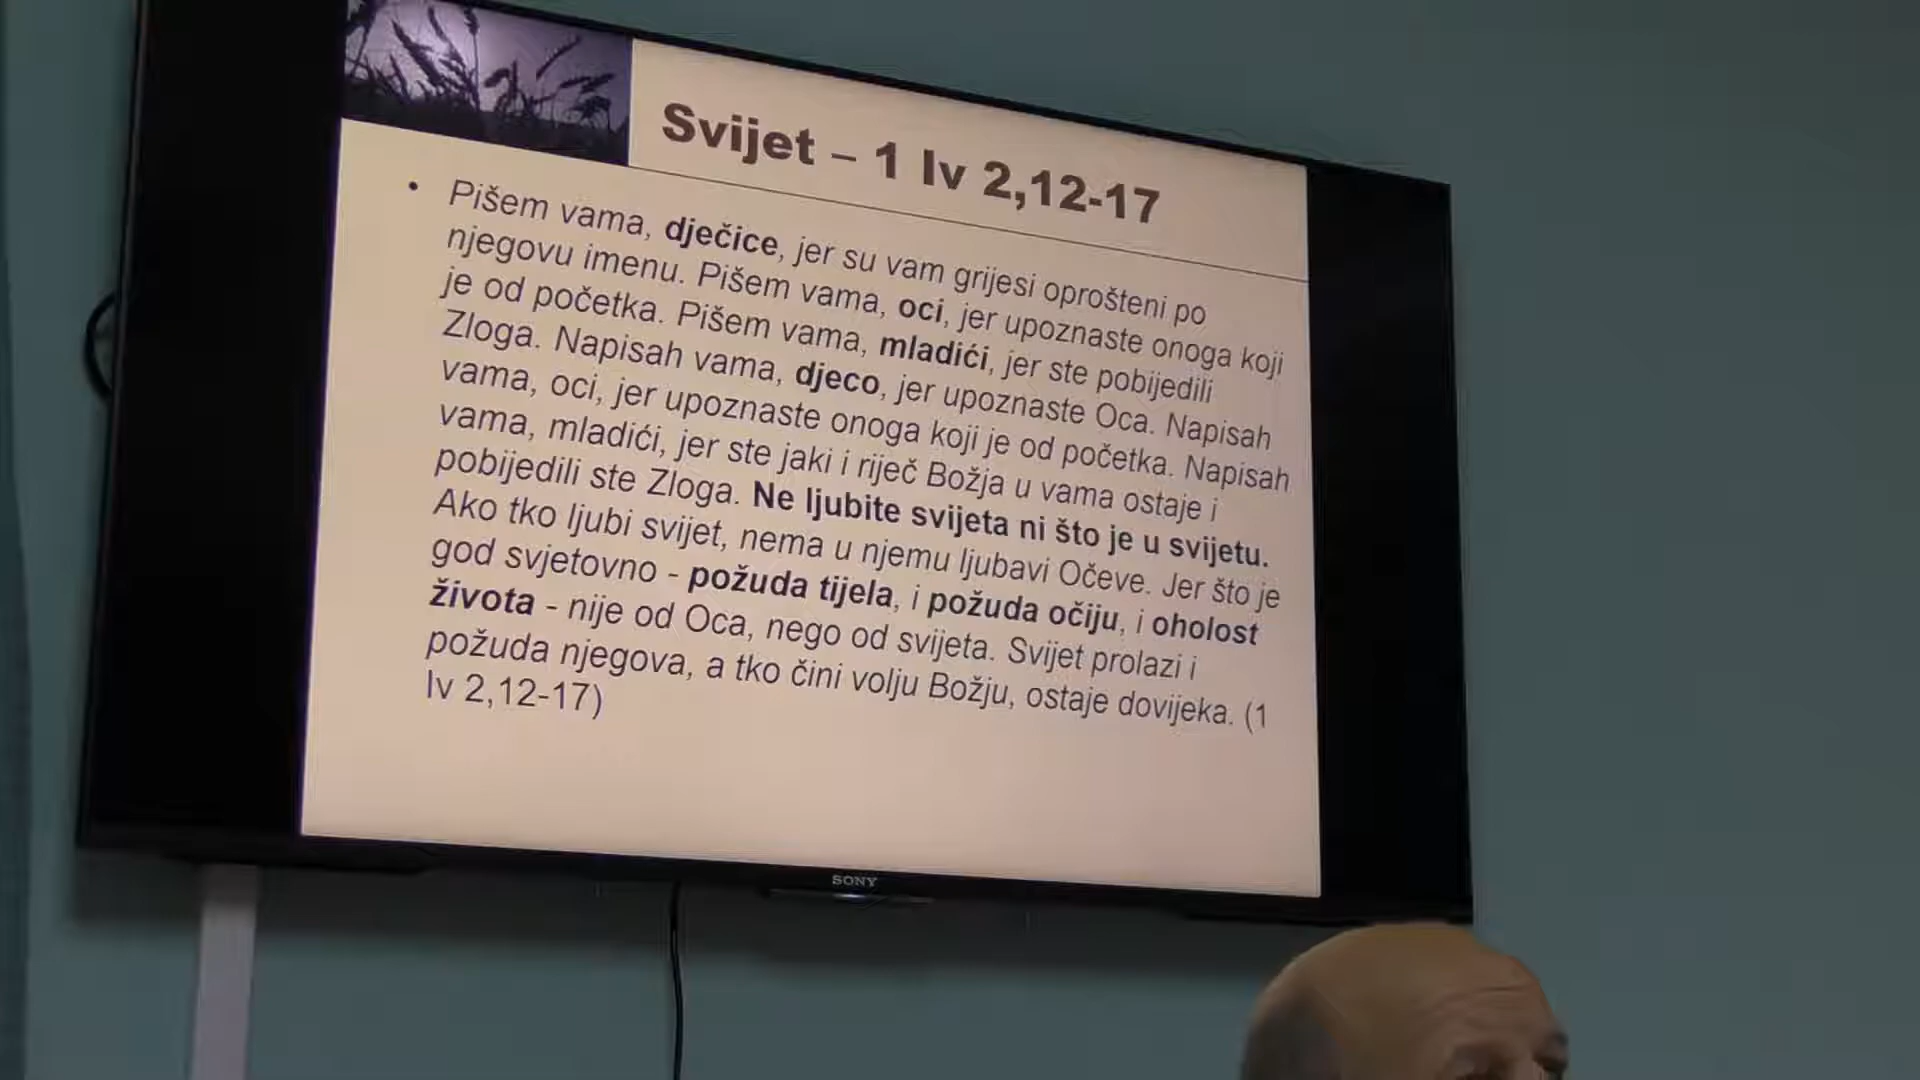 Svijet – 1 Iv 2,12-17
• Pišem vama, dječice, jer su vam grijesi oprošteni po
njegovu imenu. Pišem vama, oci, jer upoznaste onoga koji
je od početka. Pišem vama, mladići, jer ste pobijedili
Zloga. Napisah vama, djeco, jer upoznaste Oca. Napisah
vama, oci, jer upoznaste onoga koji je od početka. Napisah
vama, mladići, jer ste jaki i riječ Božja u vama ostaje i
pobijedili ste Zloga. Ne ljubite svijeta ni što je u svijetu.
Ako tko ljubi svijet, nema u njemu ljubavi Očeve. Jer što je
god svjetovno - požuda tijela, i požuda očiju, i oholost
života - nije od Oca, nego od svijeta. Svijet prolazi i
požuda njegova, a tko čini volju Božju, ostaje dovijeka. (1
Iv 2,12-17)
SONY